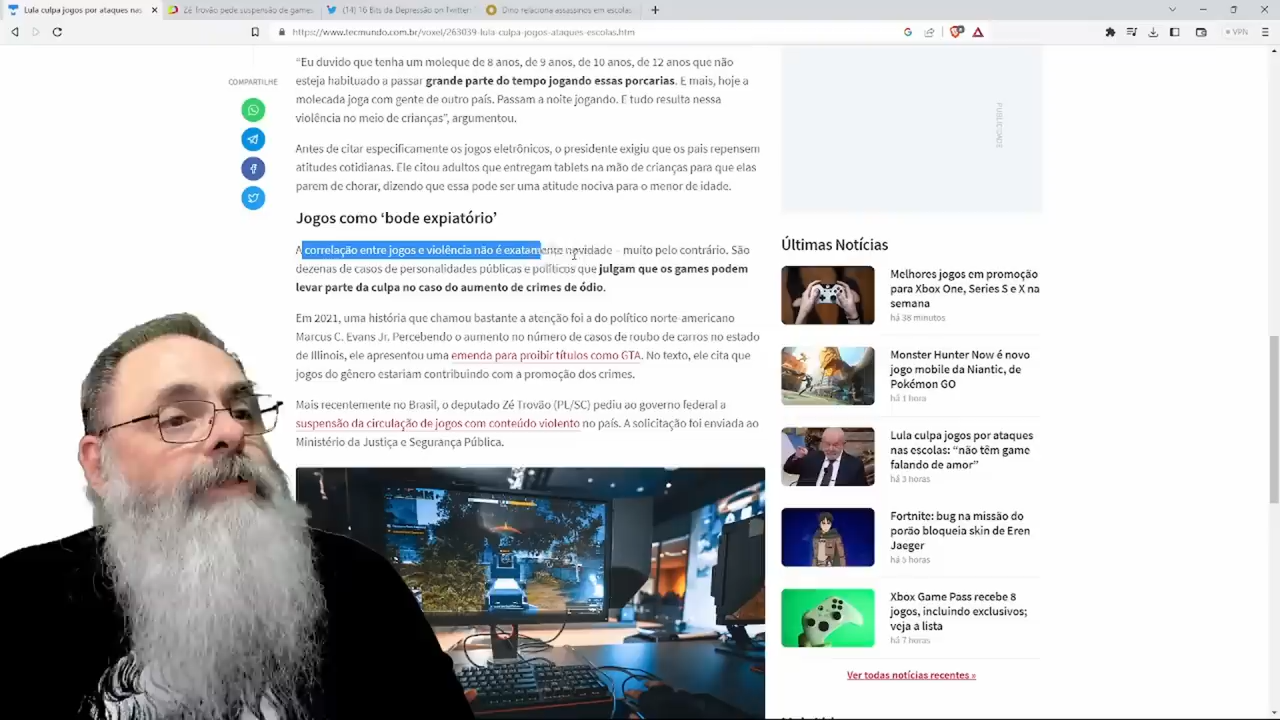 Lula culpa jogos por ataques nas
Zé Trovão pede suspensão de games
(14) 16 Bits da Depressão on Twitter:
Dino relaciona assassinos em escolas
https://www.tecmundo.com.br/voxel/263039-lula-culpa-jogos-ataques-escolas.htm
VPN
COMPARTILHE
“Eu duvido que tenha um moleque de 8 anos, de 9 anos, de 10 anos, de 12 anos que não
esteja habituado a passar grande parte do tempo jogando essas porcarias. E mais, hoje a
molecada joga com gente de outro país. Passam a noite jogando. E tudo resulta nessa
violência no meio de crianças”, argumentou.
Antes de citar especificamente os jogos eletrônicos, o presidente exigiu que os pais repensem
atitudes cotidianas. Ele citou adultos que entregam tablets na mão de crianças para que elas
parem de chorar, dizendo que essa pode ser uma atitude nociva para o menor de idade.
Jogos como ‘bode expiatório’
A correlação entre jogos e violência não é exatamente novidade – muito pelo contrário. São
dezenas de casos de personalidades públicas e políticos que julgam que os games podem
levar parte da culpa no caso do aumento de crimes de ódio.
Em 2021, uma história que chamou bastante a atenção foi a do político norte-americano
Marcus C. Evans Jr. Percebendo o aumento no número de casos de roubo de carros no estado
de Illinois, ele apresentou uma emenda para proibir títulos como GTA. No texto, ele cita que
jogos do gênero estariam contribuindo com a promoção dos crimes.
Mais recentemente no Brasil, o deputado Zé Trovão (PL/SC) pediu ao governo federal a
suspensão da circulação de jogos com conteúdo violento no país. A solicitação foi enviada ao
Ministério da Justiça e Segurança Pública.
PUBLICIDADE
Últimas Notícias
Melhores jogos em promoção
para Xbox One, Series S e X na
semana
há 38 minutos
Monster Hunter Now é novo
jogo mobile da Niantic, de
Pokémon GO
há 1 hora
Lula culpa jogos por ataques
nas escolas: “não têm game
falando de amor”
há 3 horas
Fortnite: bug na missão do
porão bloqueia skin de Eren
Jaeger
há 5 horas
Xbox Game Pass recebe 8
jogos, incluindo exclusivos;
veja a lista
há 7 horas
Ver todas notícias recentes »